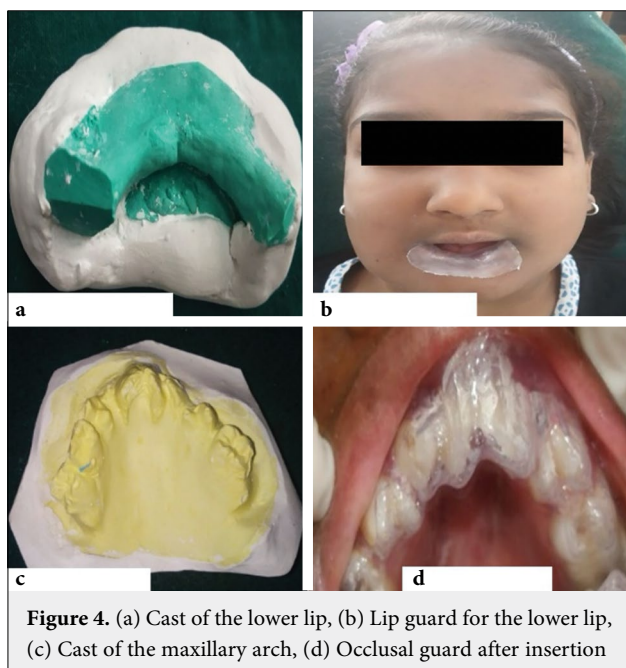 a
b
c
d
Figure 4. (a) Cast of the lower lip, (b) Lip guard for the lower lip,
(c) Cast of the maxillary arch, (d) Occlusal guard after insertion